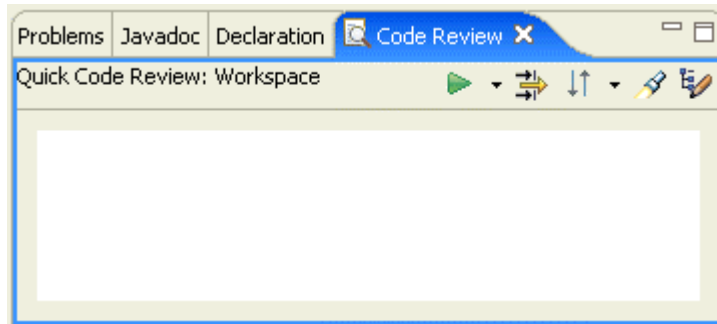 Problems Javadoc Declaration Code Review
Quick Code Review: Workspace